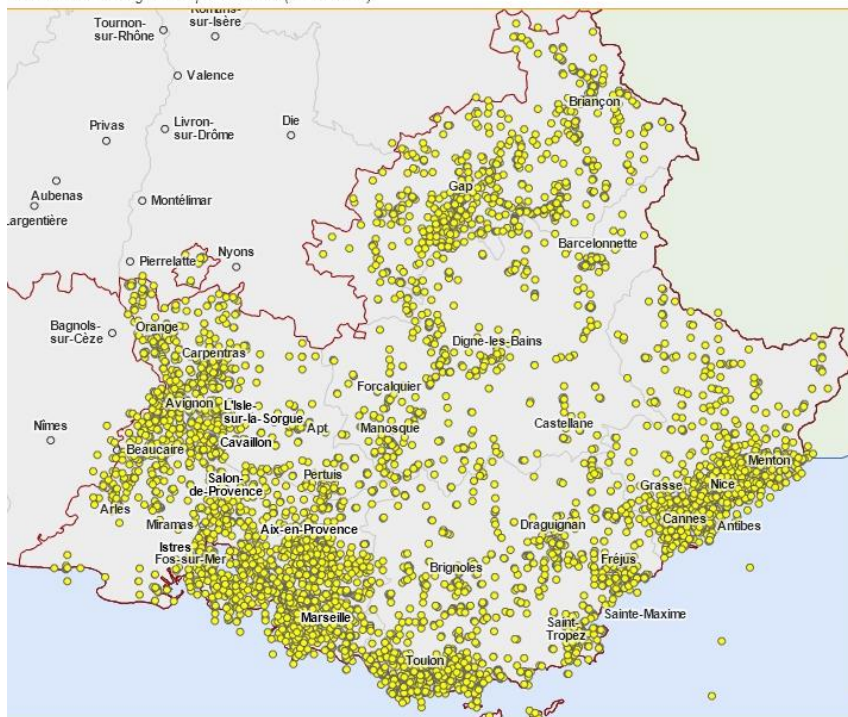 Tournon-
sur-Rhône
sur-Isère
Valence
Briançon
Die
Livron-
sur-Drôme
Privas
Gap
Aubenas
Largentière
Montélimar
Barcelonnette
Nyons
Pierrelatte
Orange
Bagnols-
sur-Cèze
Digne-les-Bains
Carpentras
Forcalquier
Avignon
L'Isle-
sur-la-Sorgue
Castellane
Apt
Manosque
Nîmes
Cavaillon
Beaucaire
Menton
Pertuis
Salon-
de-Provence
Grasse
Nice
Arles
Cannes
Antibes
Miramas
Aix-en-Provence
Draguignan
Istres
Fos-sur-Mer
Fréjus
Brignoles
Marseille
Sainte-Maxime
Saint-
Tropez
Toulon